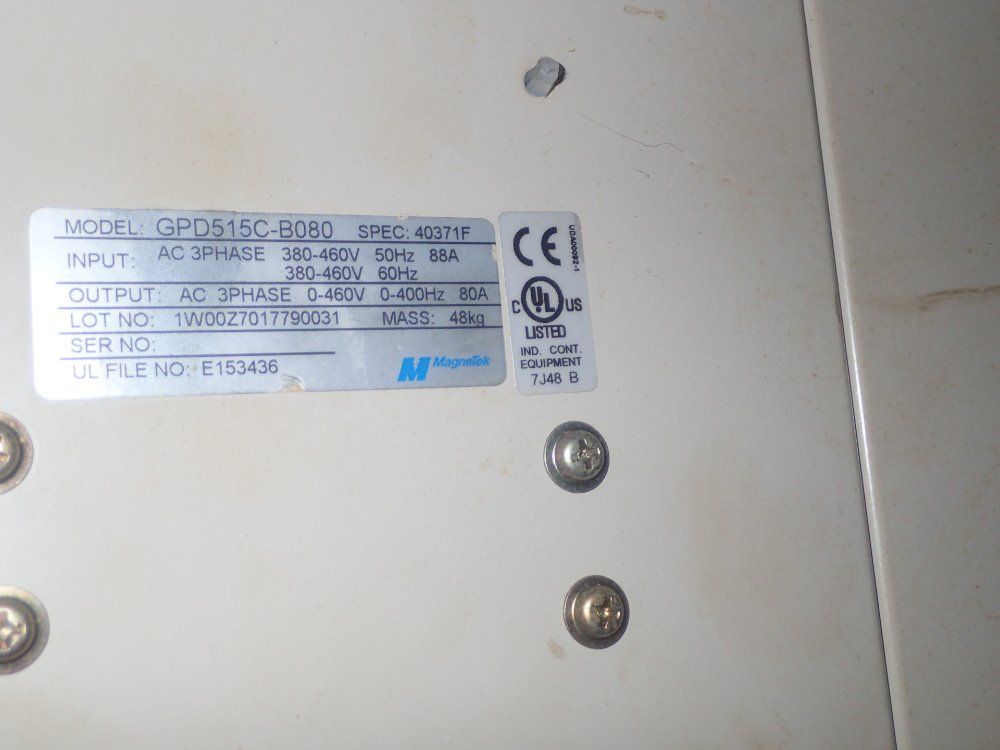 MODEL: GPD515C-B080 SPEC: 40371F
INPUT: AC 3PHASE 380-460V 50Hz 88A
380-460V 60Hz
OUTPUT: AC 3PHASE 0-460V 0-400Hz 80A
LOT NO: 1W00Z7017790031 MASS: 48kg
SER NO:
UL FILE NO: E153436
MagneTek
CE
UDA00092-1
C UL US
LISTED
IND. CONT.
EQUIPMENT
7J48 B